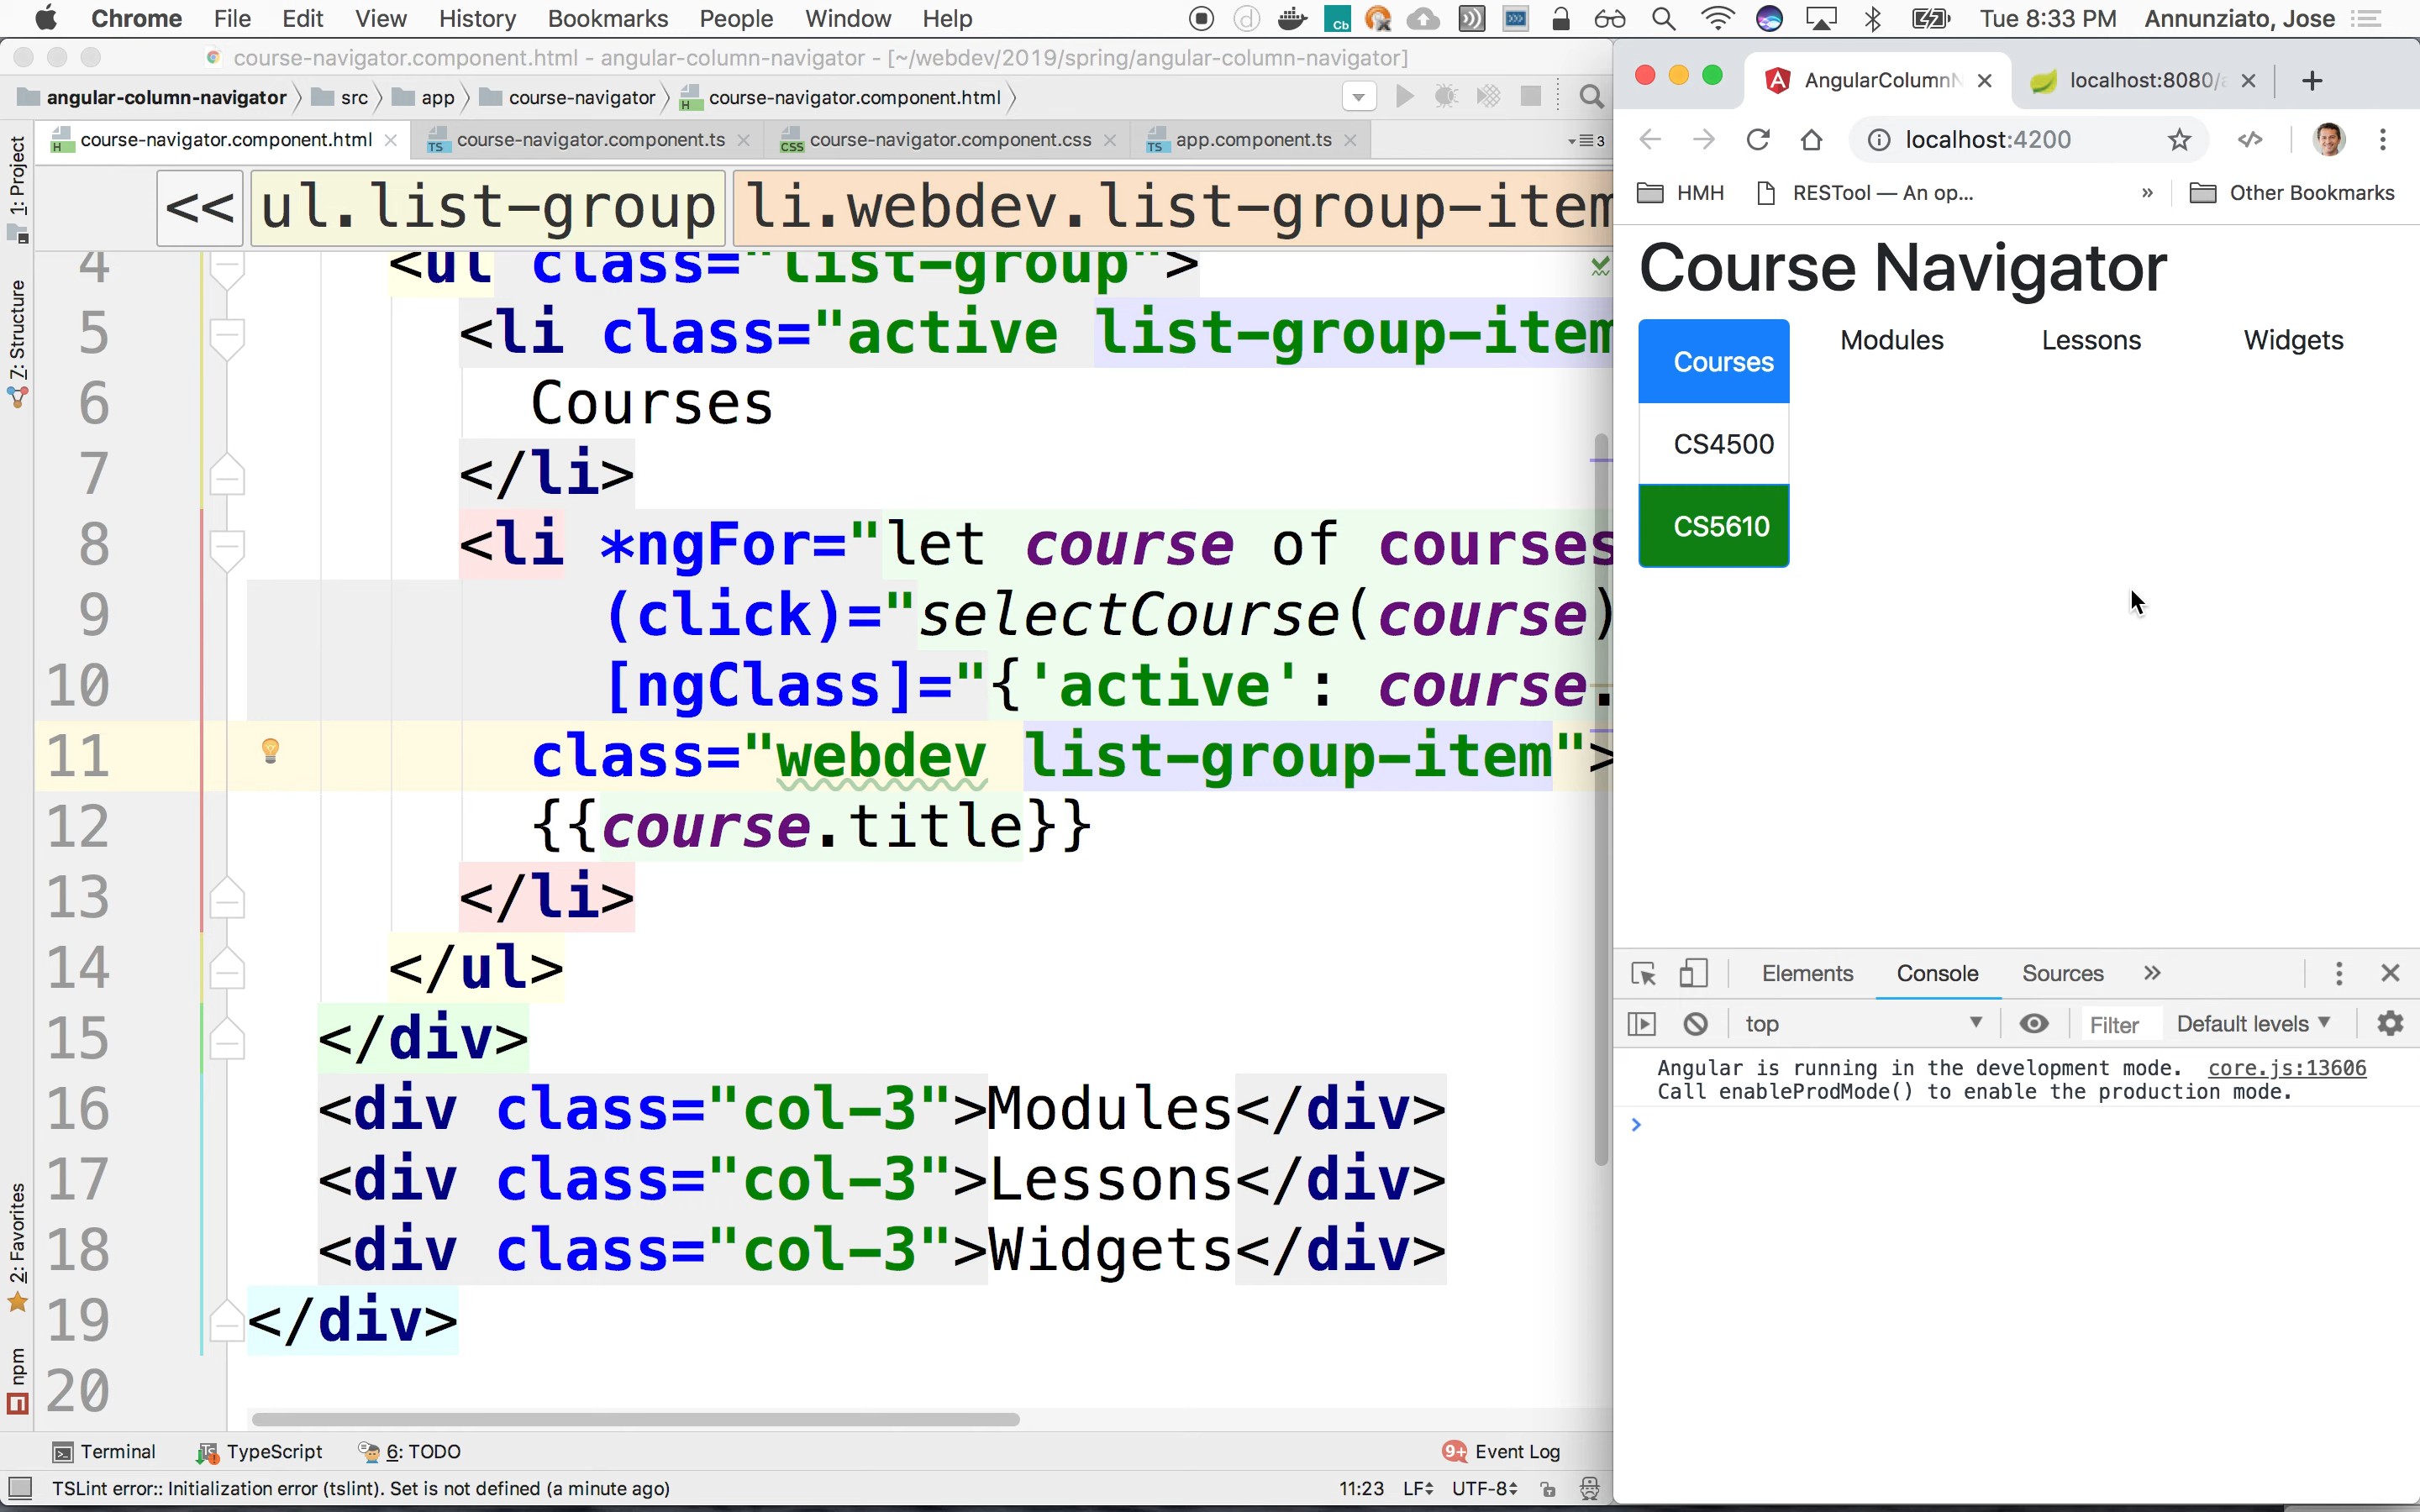 Chrome File Edit View History Bookmarks People Window Help Tue 8:33 PM Annunziato, Jose
course-navigator.component.html - angular-column-navigator - [~/webdev/2019/spring/angular-column-navigator]
angular-column-navigator src app course-navigator course-navigator.component.html
course-navigator.component.html course-navigator.component.ts course-navigator.component.css app.component.ts 3
1: Project
7: Structure
2: Favorites
npm
<< ul.list-group li.webdev.list-group-item
4 <ul class="list-group">
5 <li class="active list-group-item
6 Courses
7 </li>
8 <li *ngFor="let course of courses
9 (click)="selectCourse(course)
10 [ngClass]="{'active': course.
11 class="webdev list-group-item">
12 {{course.title}}
13 </li>
14 </ul>
15 </div>
16 <div class="col-3">Modules</div>
17 <div class="col-3">Lessons</div>
18 <div class="col-3">Widgets</div>
19 </div>
20
Terminal TypeScript 6: TODO 9+ Event Log
TSLint error:: Initialization error (tslint). Set is not defined (a minute ago) 11:23 LF UTF-8
AngularColumnN localhost:8080/
localhost:4200
HMH RESTool — An op... » Other Bookmarks
Course Navigator
Courses Modules Lessons Widgets
CS4500
CS5610
Elements Console Sources »
top Filter Default levels
Angular is running in the development mode. core.js:13606
Call enableProdMode() to enable the production mode.